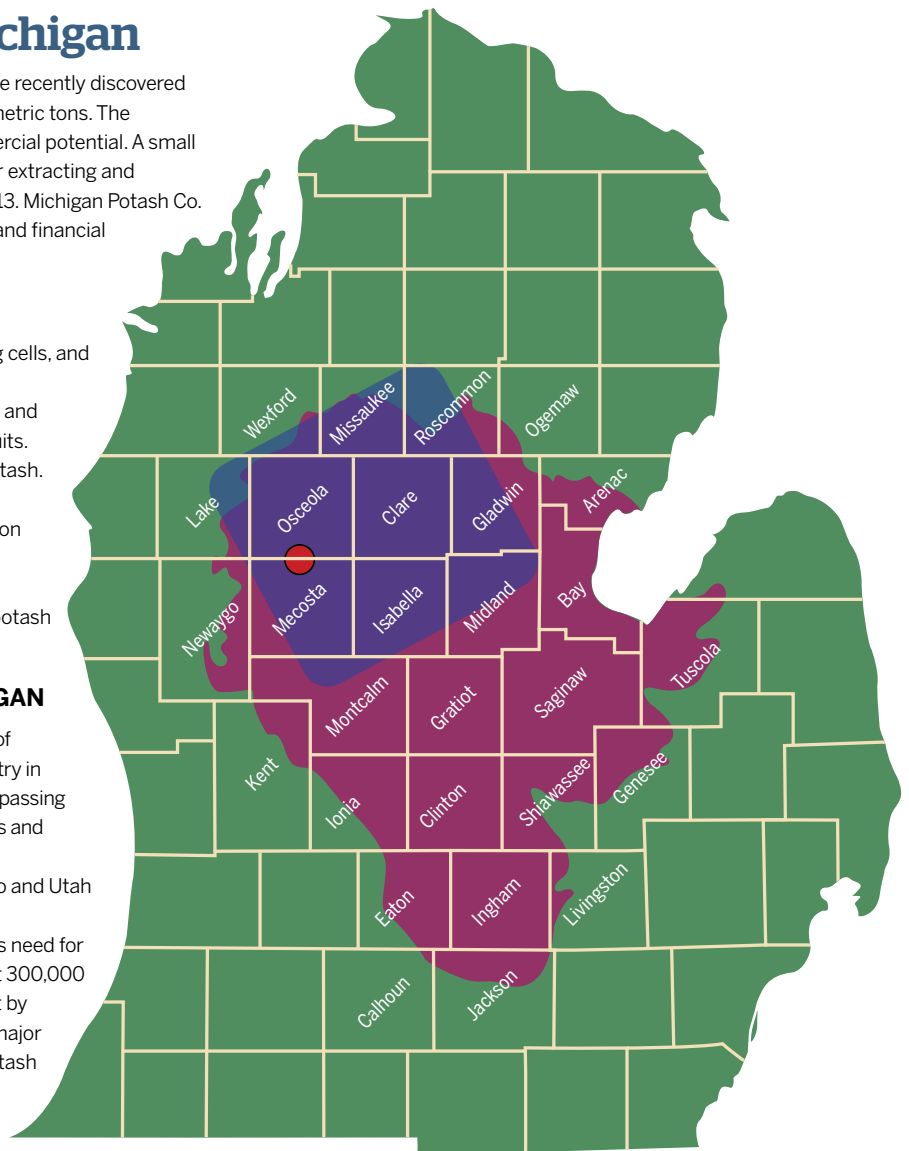 chigan
e recently discovered
netric tons. The
ercial potential. A small
r extracting and
13. Michigan Potash Co.
and financial
g cells, and
and
its.
tash.
on
potash
GAN
of
try in
passing
s and
o and Utah
s need for
t 300,000
t by
major
tash
Wexford
Missaukee
Roscommon
Ogemaw
Lake
Osceola
Clare
Gladwin
Arenac
Newaygo
Mecosta
Isabella
Midland
Bay
Tuscola
Montcalm
Gratiot
Saginaw
Kent
Ionia
Clinton
Shiawassee
Genesee
Eaton
Ingham
Livingston
Calhoun
Jackson